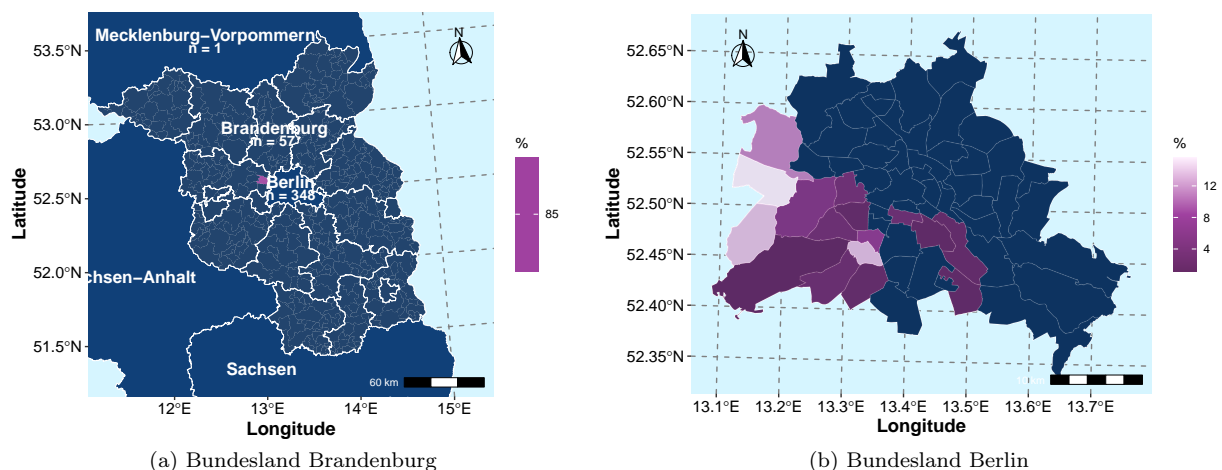 Mecklenburg−Vorpommern
n = 1
Brandenburg
n = 57
Berlin
n = 348
chsen−Anhalt
Sachsen
60 km
N
53.5°N
53.0°N
52.5°N
52.0°N
51.5°N
Latitude
12°E 13°E 14°E 15°E
Longitude
%
85
(a) Bundesland Brandenburg
N
52.65°N
52.60°N
52.55°N
52.50°N
52.45°N
52.40°N
52.35°N
Latitude
13.1°E 13.2°E 13.3°E 13.4°E 13.5°E 13.6°E 13.7°E
Longitude
%
12
8
4
(b) Bundesland Berlin